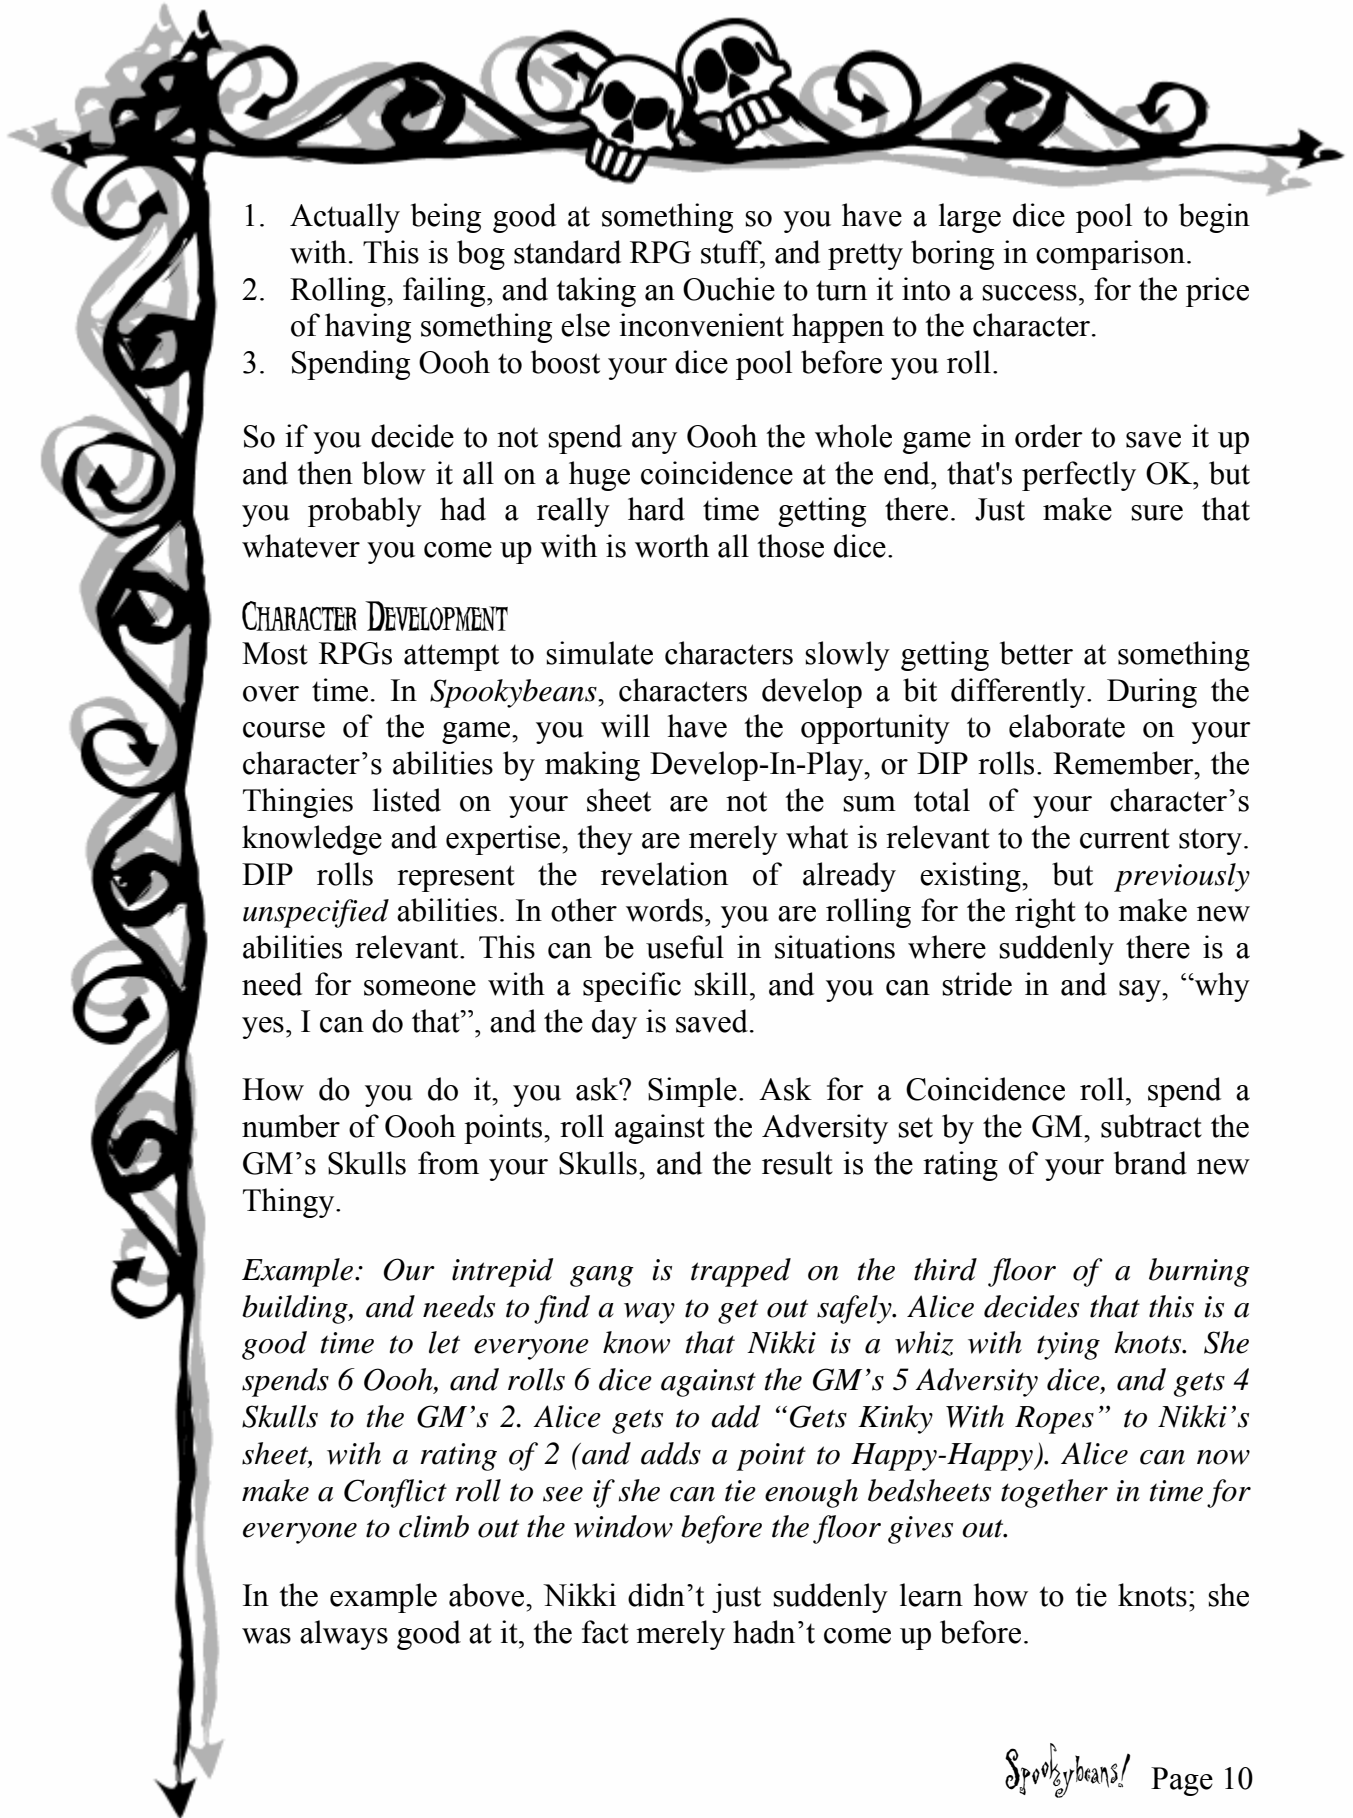 1. Actually being good at something so you have a large dice pool to begin
with. This is bog standard RPG stuff, and pretty boring in comparison.
2. Rolling, failing, and taking an Ouchie to turn it into a success, for the price
of having something else inconvenient happen to the character.
3. Spending Oooh to boost your dice pool before you roll.
So if you decide to not spend any Oooh the whole game in order to save it up
and then blow it all on a huge coincidence at the end, that's perfectly OK, but
you probably had a really hard time getting there. Just make sure that
whatever you come up with is worth all those dice.
Character Development
Most RPGs attempt to simulate characters slowly getting better at something
over time. In Spookybeans, characters develop a bit differently. During the
course of the game, you will have the opportunity to elaborate on your
character’s abilities by making Develop-In-Play, or DIP rolls. Remember, the
Thingies listed on your sheet are not the sum total of your character’s
knowledge and expertise, they are merely what is relevant to the current story.
DIP rolls represent the revelation of already existing, but previously
unspecified abilities. In other words, you are rolling for the right to make new
abilities relevant. This can be useful in situations where suddenly there is a
need for someone with a specific skill, and you can stride in and say, “why
yes, I can do that”, and the day is saved.
How do you do it, you ask? Simple. Ask for a Coincidence roll, spend a
number of Oooh points, roll against the Adversity set by the GM, subtract the
GM’s Skulls from your Skulls, and the result is the rating of your brand new
Thingy.
Example: Our intrepid gang is trapped on the third floor of a burning
building, and needs to find a way to get out safely. Alice decides that this is a
good time to let everyone know that Nikki is a whiz with tying knots. She
spends 6 Oooh, and rolls 6 dice against the GM’s 5 Adversity dice, and gets 4
Skulls to the GM’s 2. Alice gets to add “Gets Kinky With Ropes” to Nikki’s
sheet, with a rating of 2 (and adds a point to Happy-Happy). Alice can now
make a Conflict roll to see if she can tie enough bedsheets together in time for
everyone to climb out the window before the floor gives out.
In the example above, Nikki didn’t just suddenly learn how to tie knots; she
was always good at it, the fact merely hadn’t come up before.
Spookybeans! Page 10